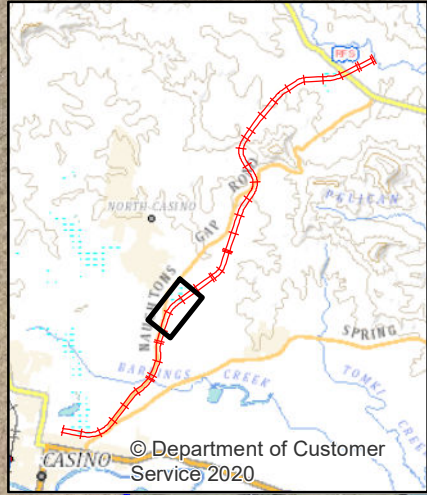 RFS
NORTH CASINO
NAUGHTONS GAP ROAD
PELICAN
SPRING
BARLINGS CREEK
TOMKI CREEK
CASINO
© Department of Customer
Service 2020